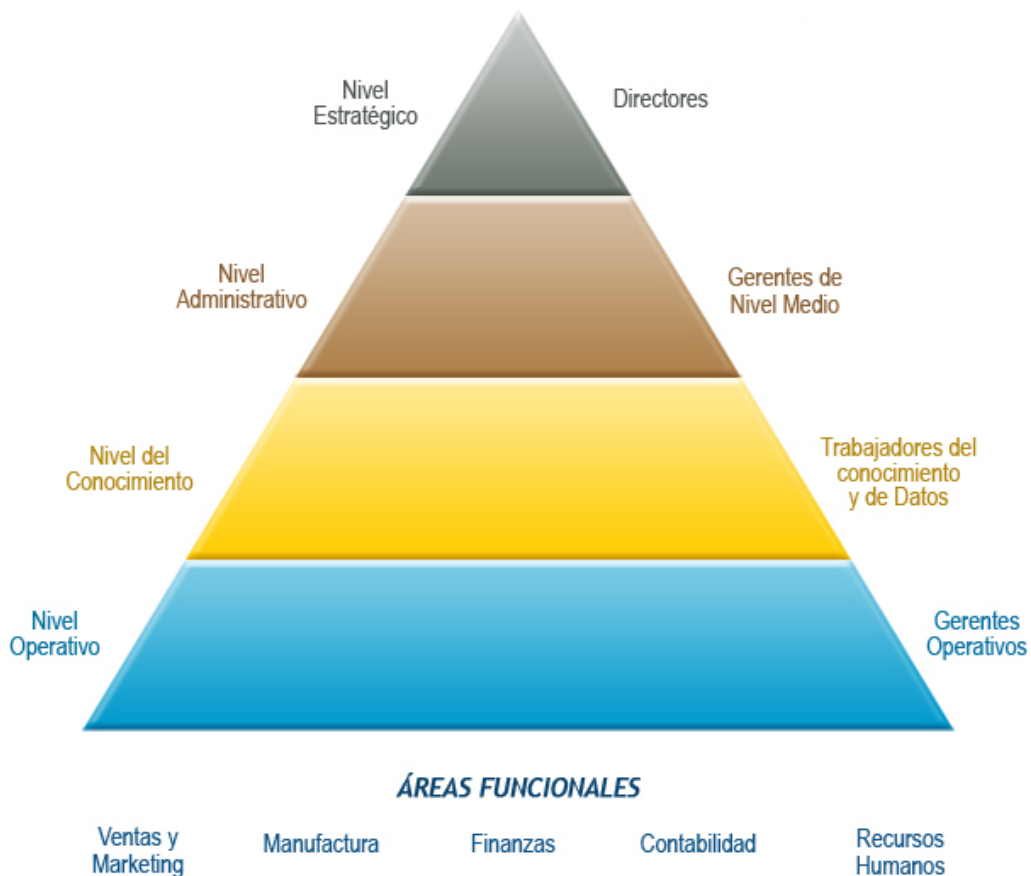 Nivel
Estratégico
Directores
Nivel
Administrativo
Gerentes de
Nivel Medio
Nivel del
Conocimiento
Trabajadores del
conocimiento
y de Datos
Nivel
Operativo
Gerentes
Operativos
ÁREAS FUNCIONALES
Ventas y
Marketing
Manufactura
Finanzas
Contabilidad
Recursos
Humanos